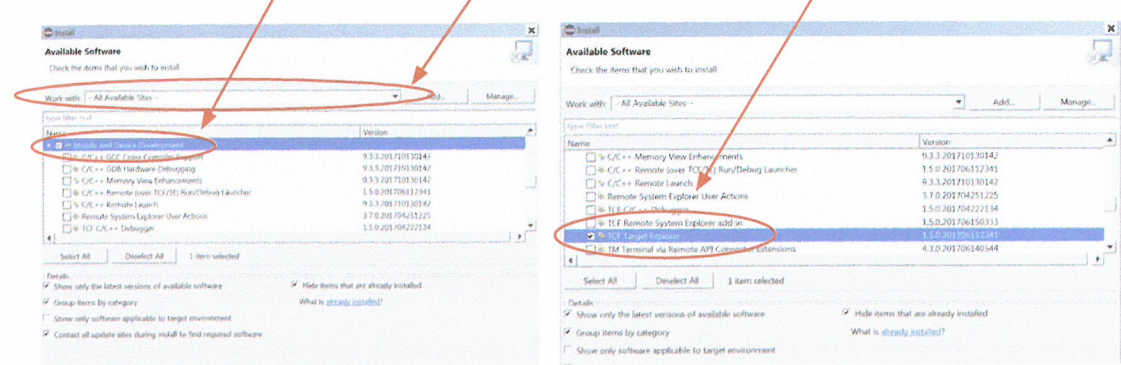 Install
Available Software
Check the items that you wish to install
Work with: --All Available Sites--
Add...
Manage...
type filter text
Name
Version
Mobile and Device Development
C/C++ GCC Cross Compiler Support 9.3.3.201710130142
C/C++ GDB Hardware Debugging 9.3.3.201710130142
C/C++ Memory View Enhancements 9.3.3.201710130142
C/C++ Remote (over TCF/TE) Run/Debug Launcher 1.5.0.201706112341
C/C++ Remote Launch 9.3.3.201710130142
Remote System Explorer User Actions 3.7.0.201704251225
TCF C/C++ Debugger 1.5.0.201704222134
Select All
Deselect All
1 item selected
Details
Show only the latest versions of available software
Hide items that are already installed
Group items by category
What is already installed?
Show only software applicable to target environment
Contact all update sites during install to find required software
Install
Available Software
Check the items that you wish to install
Work with: --All Available Sites--
Add...
Manage...
type filter text
Name
Version
C/C++ Memory View Enhancements 9.3.3.201710130142
C/C++ Remote (over TCF/TE) Run/Debug Launcher 1.5.0.201706112341
C/C++ Remote Launch 9.3.3.201710130142
Remote System Explorer User Actions 3.7.0.201704251225
TCF C/C++ Debugger 1.5.0.201704222134
TCF Remote System Explorer add-in 1.5.0.201706150333
TCF Target Explorer 1.5.0.201706112341
TM Terminal via Remote API Connector Extensions 4.3.0.201706140544
Select All
Deselect All
1 item selected
Details
Show only the latest versions of available software
Hide items that are already installed
Group items by category
What is already installed?
Show only software applicable to target environment